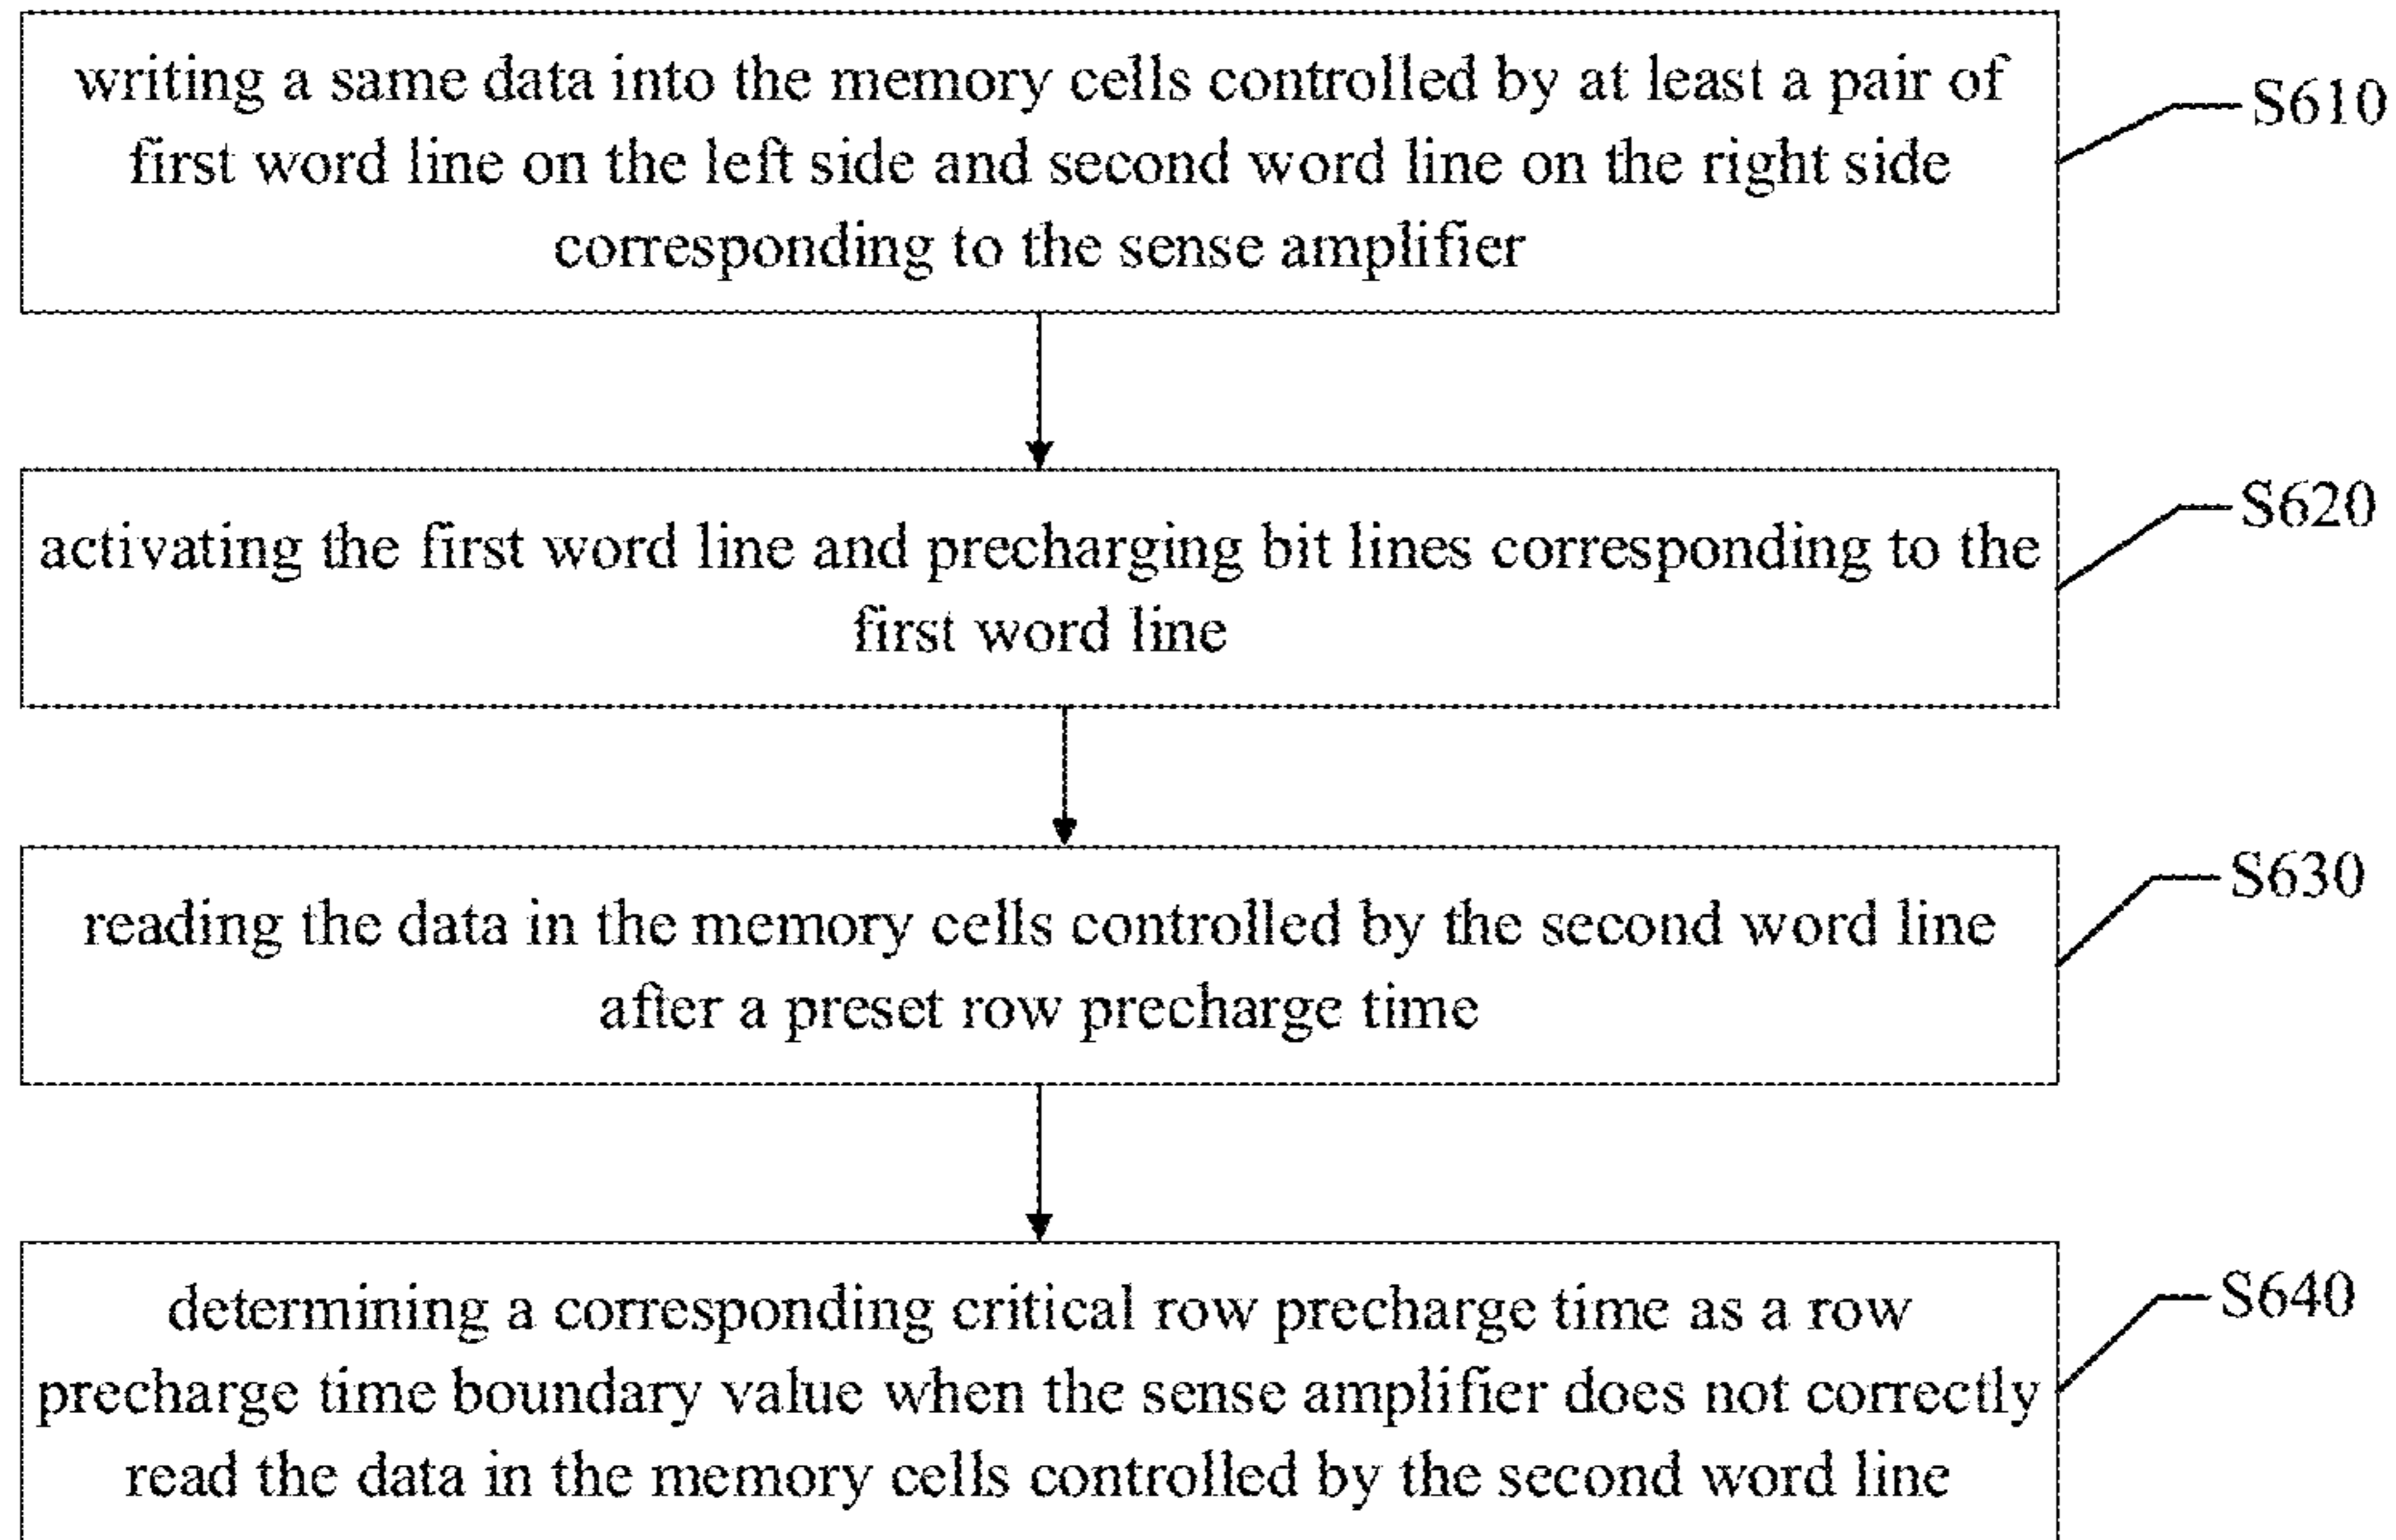 writing a same data into the memory cells controlled by at least a pair of
first word line on the left side and second word line on the right side
corresponding to the sense amplifier
S610
activating the first word line and precharging bit lines corresponding to the
first word line
S620
reading the data in the memory cells controlled by the second word line
after a preset row precharge time
S630
determining a corresponding critical row precharge time as a row
precharge time boundary value when the sense amplifier does not correctly
read the data in the memory cells controlled by the second word line
S640